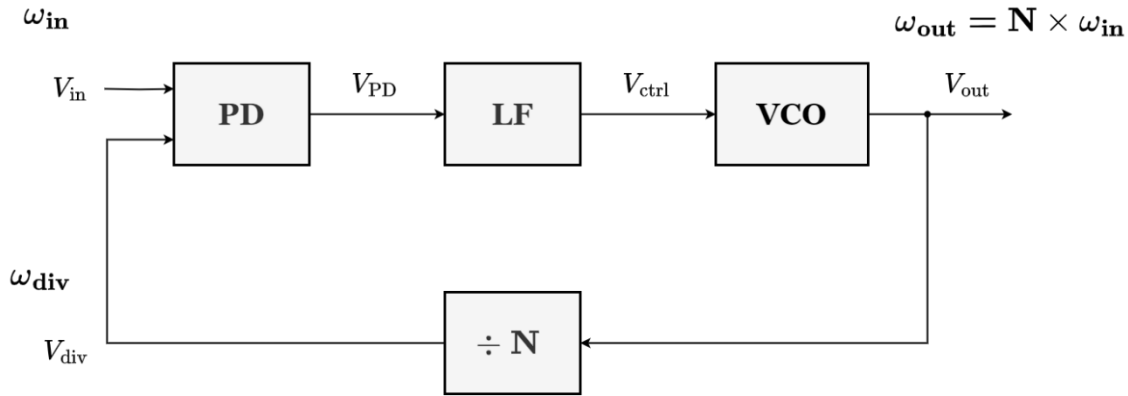 ω_in
ω_out = N × ω_in
V_in
PD
V_PD
LF
V_ctrl
VCO
V_out
ω_div
V_div
÷ N